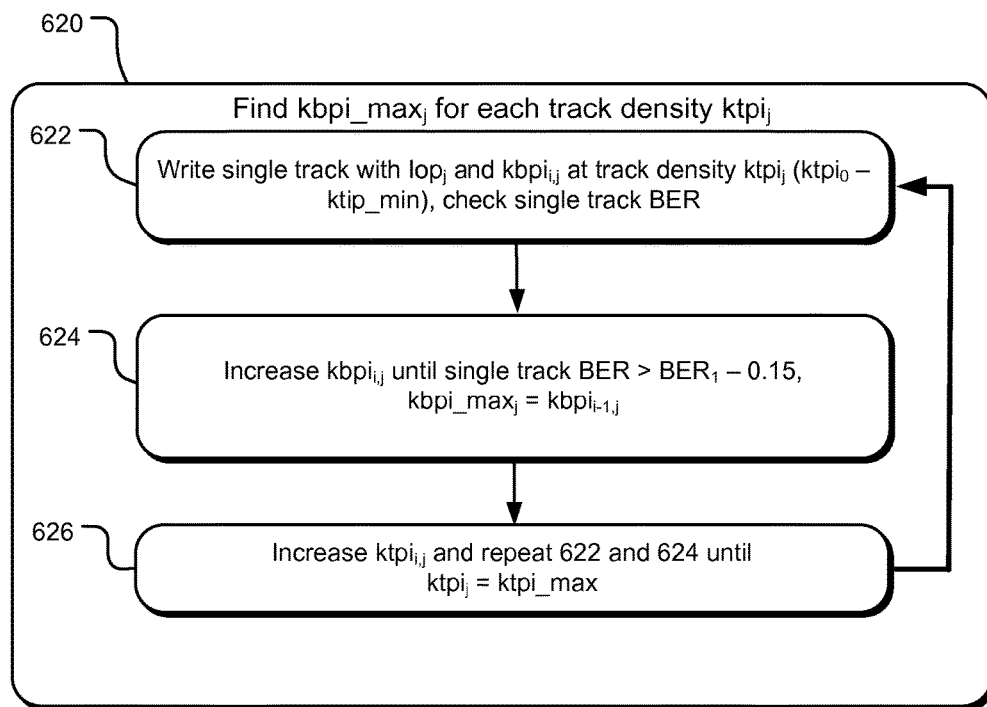 620
Find kbpi_maxj for each track density ktpij
622
Write single track with Iopj and kbpii,j at track density ktpij (ktpi0 –
ktip_min), check single track BER
624
Increase kbpii,j until single track BER > BER1 – 0.15,
kbpi_maxj = kbpii-1,j
626
Increase ktpii,j and repeat 622 and 624 until
ktpij = ktpi_max